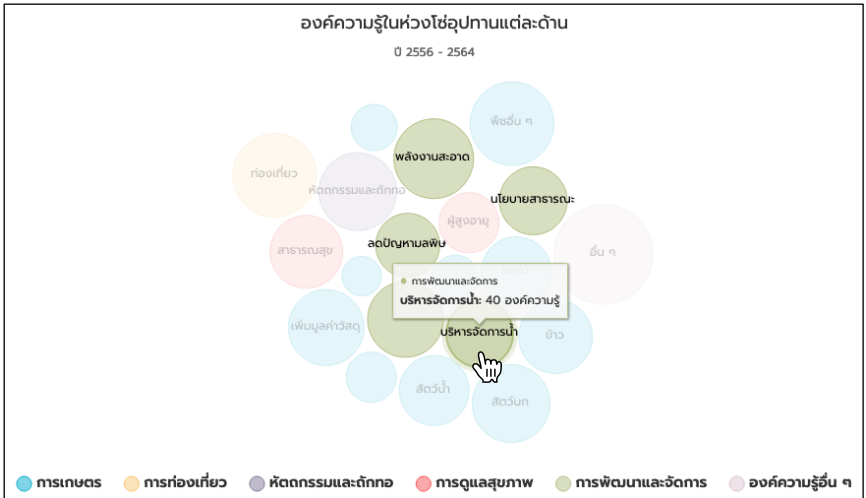 องค์ความรู้ในห่วงโซ่อุปทานแต่ละด้าน
ปี 2556 - 2564
พืชอื่น ๆ
พลังงานสะอาด
ท่องเที่ยว
หัตถกรรมและถักทอ
นโยบายสาธารณะ
ผู้สูงอายุ
ลดปัญหามลพิษ
สาธารณสุข
อื่น ๆ
การพัฒนาและจัดการ
บริหารจัดการน้ำ: 40 องค์ความรู้
เพิ่มมูลค่าวัสดุ
บริหารจัดการน้ำ
ข้าว
สัตว์น้ำ
สัตว์บก
การเกษตร การท่องเที่ยว หัตถกรรมและถักทอ การดูแลสุขภาพ การพัฒนาและจัดการ องค์ความรู้อื่น ๆ